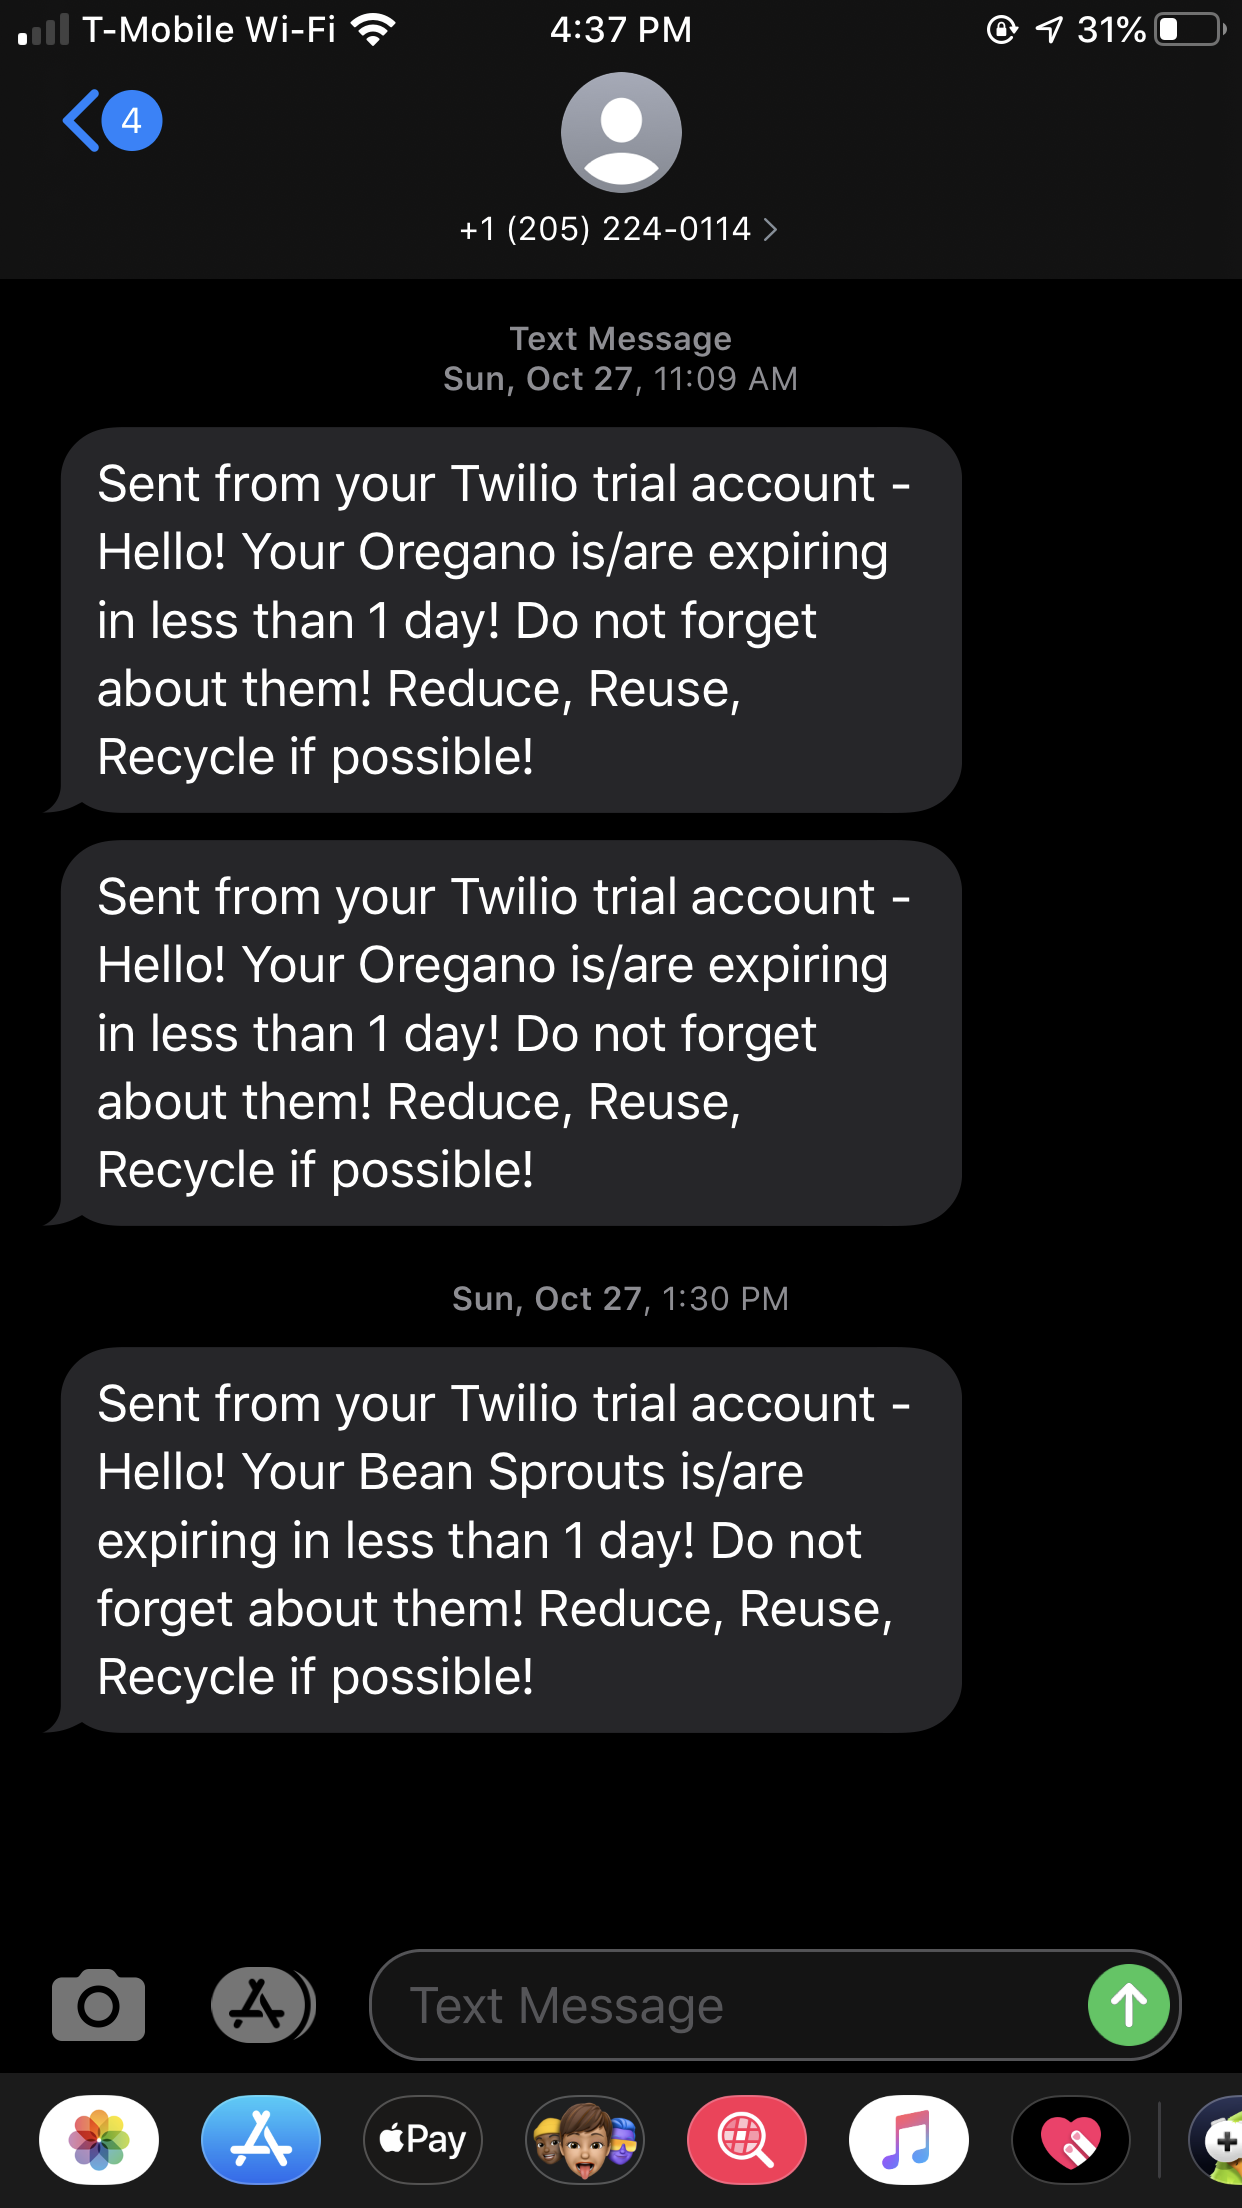 T-Mobile Wi-Fi 4:37 PM 31%
4
+1 (205) 224-0114
Text Message
Sun, Oct 27, 11:09 AM
Sent from your Twilio trial account -
Hello! Your Oregano is/are expiring
in less than 1 day! Do not forget
about them! Reduce, Reuse,
Recycle if possible!
Sent from your Twilio trial account -
Hello! Your Oregano is/are expiring
in less than 1 day! Do not forget
about them! Reduce, Reuse,
Recycle if possible!
Sun, Oct 27, 1:30 PM
Sent from your Twilio trial account -
Hello! Your Bean Sprouts is/are
expiring in less than 1 day! Do not
forget about them! Reduce, Reuse,
Recycle if possible!
Text Message
Pay